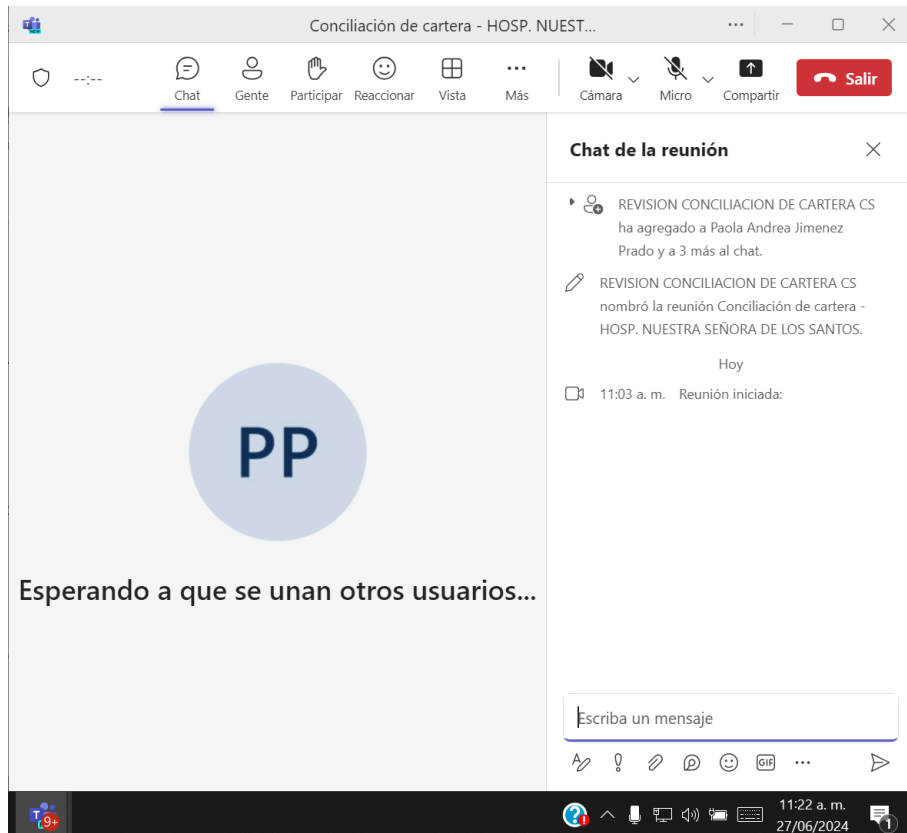 Conciliación de cartera - HOSP. NUEST...
--:--
Chat
Gente
Participar
Reaccionar
Vista
Más
Cámara
Micro
Compartir
Salir
PP
Esperando a que se unan otros usuarios...
Chat de la reunión
REVISION CONCILIACION DE CARTERA CS
ha agregado a Paola Andrea Jimenez
Prado y a 3 más al chat.
REVISION CONCILIACION DE CARTERA CS
nombró la reunión Conciliación de cartera -
HOSP. NUESTRA SEÑORA DE LOS SANTOS.
Hoy
11:03 a. m. Reunión iniciada:
Escriba un mensaje
GIF
T 9+
11:22 a. m.
27/06/2024
1